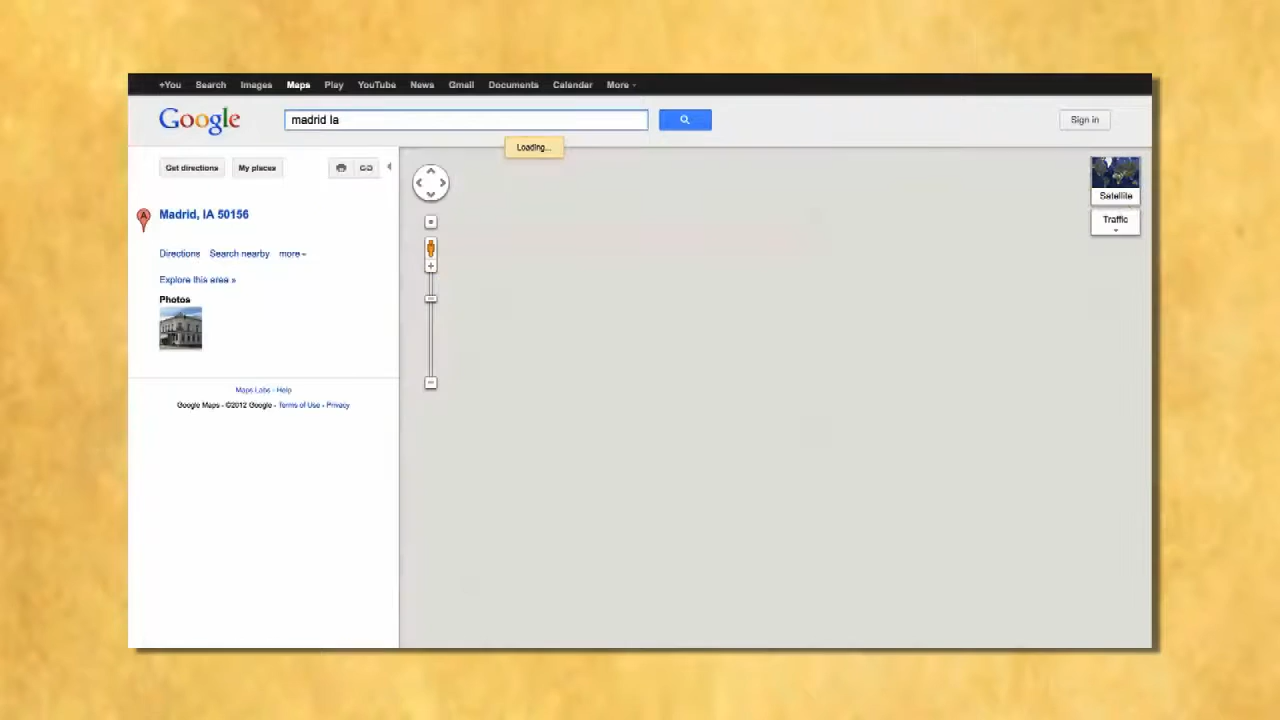 +You Search Images Maps Play YouTube News Gmail Documents Calendar More
Google madrid Ia Sign in
Loading...
Get directions My places
Satellite
Traffic
A Madrid, IA 50156
Directions Search nearby more
Explore this area »
Photos
Maps Labs - Help
Google Maps - ©2012 Google - Terms of Use - Privacy